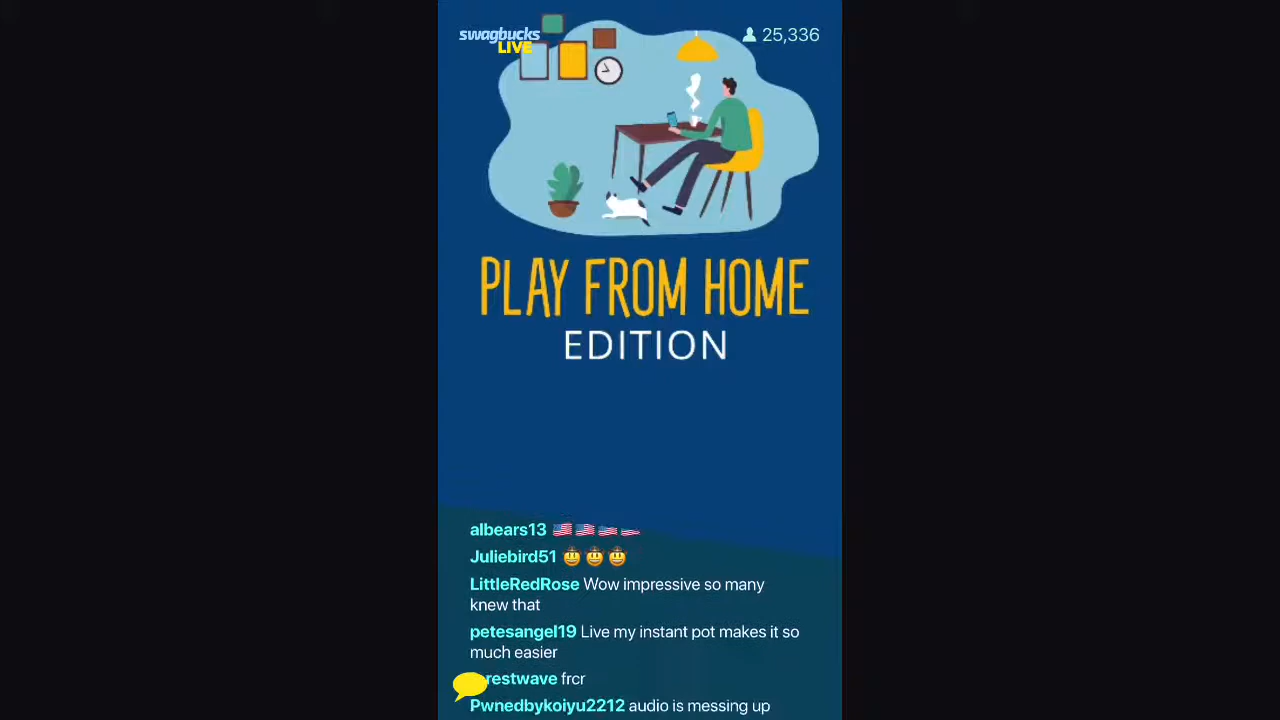 swagbucks
LIVE
25,336
PLAY FROM HOME
EDITION
albears13 🇺🇸🇺🇸🇺🇸🇺🇸
Juliebird51 🤠🤠🤠
LittleRedRose Wow impressive so many
knew that
petesangel19 Live my instant pot makes it so
much easier
restwave frcr
Pwnedbykoiyu2212 audio is messing up